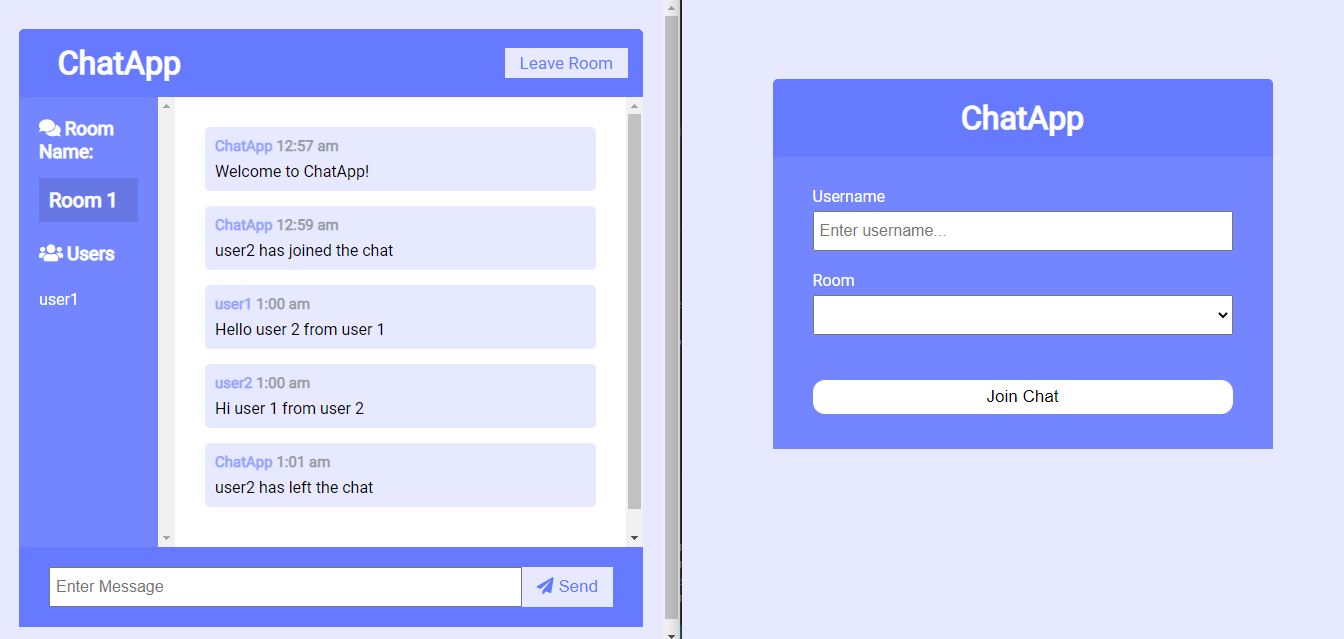 ChatApp
Leave Room
Room
Name:
Room 1
Users
user1
ChatApp 12:57 am
Welcome to ChatApp!
ChatApp 12:59 am
user2 has joined the chat
user1 1:00 am
Hello user 2 from user 1
user2 1:00 am
Hi user 1 from user 2
ChatApp 1:01 am
user2 has left the chat
Enter Message
Send
ChatApp
Username
Enter username...
Room
Join Chat